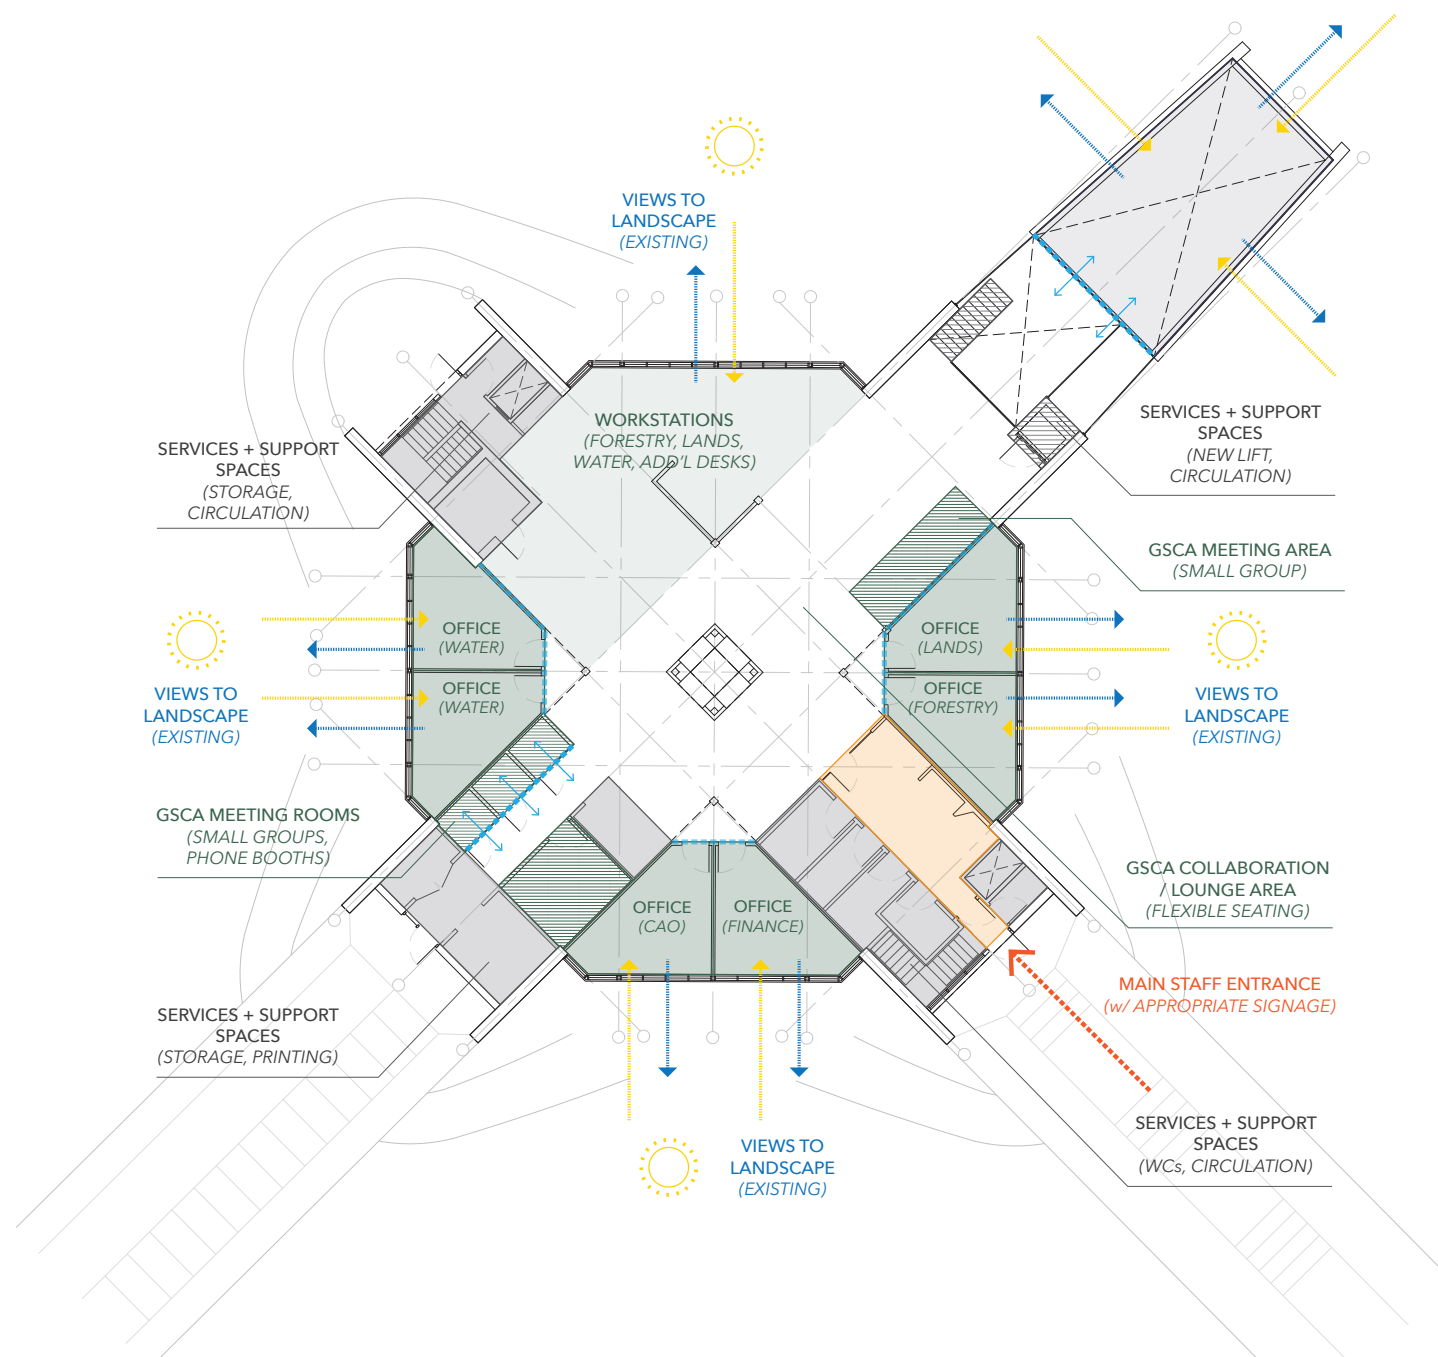 VIEWS TO
LANDSCAPE
(EXISTING)
WORKSTATIONS
(FORESTRY, LANDS,
WATER, ADD'L DESKS)
SERVICES + SUPPORT
SPACES
(NEW LIFT,
CIRCULATION)
SERVICES + SUPPORT
SPACES
(STORAGE,
CIRCULATION)
GSCA MEETING AREA
(SMALL GROUP)
OFFICE
(WATER)
OFFICE
(LANDS)
OFFICE
(WATER)
OFFICE
(FORESTRY)
VIEWS TO
LANDSCAPE
(EXISTING)
VIEWS TO
LANDSCAPE
(EXISTING)
GSCA MEETING ROOMS
(SMALL GROUPS,
PHONE BOOTHS)
GSCA COLLABORATION
/ LOUNGE AREA
(FLEXIBLE SEATING)
OFFICE
(CAO)
OFFICE
(FINANCE)
MAIN STAFF ENTRANCE
(w/ APPROPRIATE SIGNAGE)
SERVICES + SUPPORT
SPACES
(STORAGE, PRINTING)
SERVICES + SUPPORT
SPACES
(WCs, CIRCULATION)
VIEWS TO
LANDSCAPE
(EXISTING)